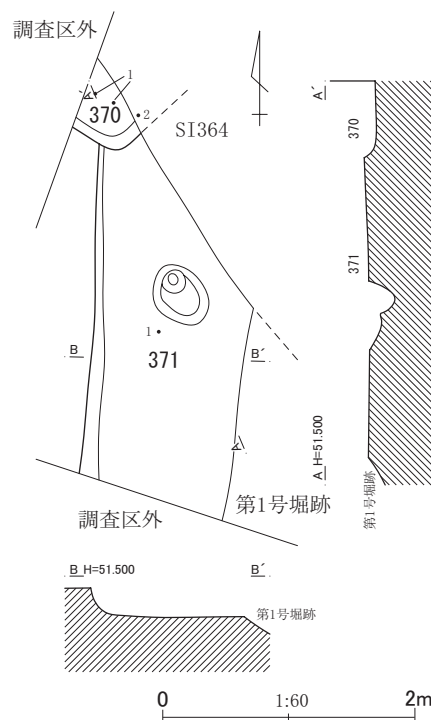 調査区外
1
A´
370
2
SI364
1
371
B
B´
A
第1号堀跡
調査区外
A´
370
371
A H=51.500
第1号堀跡
B H=51.500
B´
第1号堀跡
0 1:60 2m